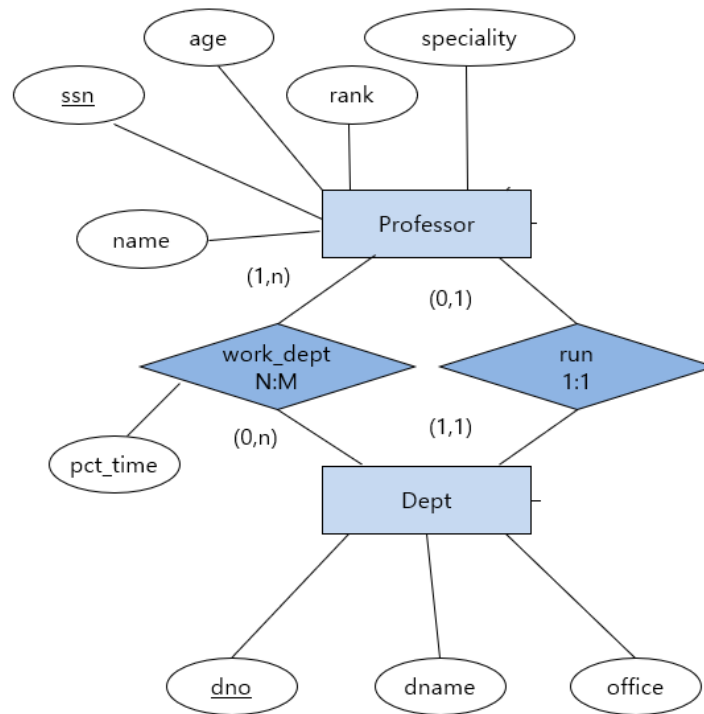 age
speciality
ssn
rank
Professor
name
(1,n)
(0,1)
work_dept
N:M
run
1:1
(0,n)
(1,1)
pct_time
Dept
dno
dname
office